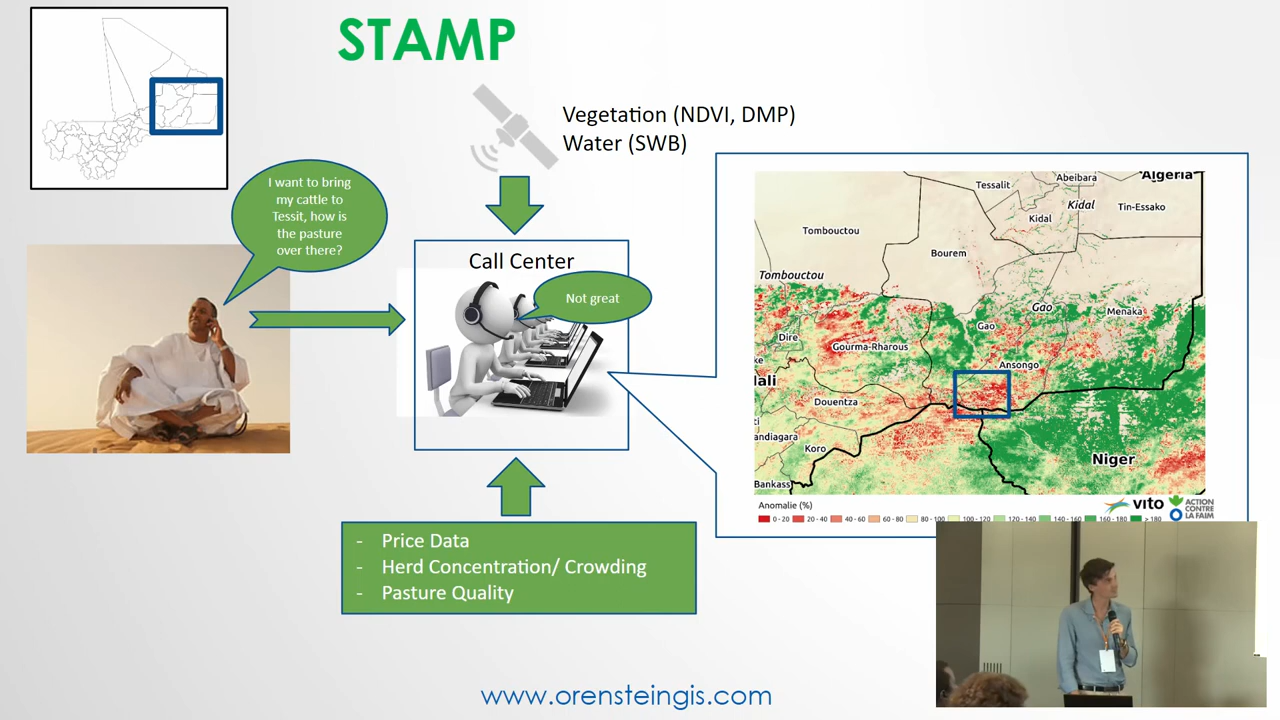 STAMP
Vegetation (NDVI, DMP)
Water (SWB)
I want to bring
my cattle to
Tessit, how is
the pasture
over there?
Call Center
Not great
- Price Data
- Herd Concentration/ Crowding
- Pasture Quality
Algeria
Abeibara
Tessalit
Kidal
Tin-Essako
Kidal
Tombouctou
Bourem
Tombouctou
Gao
Menaka
Gao
Dire
Gourma-Rharous
Ansongo
Douentza
Koro
Niger
Bankass
Anomalie (%)
0 - 20 20 - 40 40 - 60 60 - 80 80 - 100 100 - 120 120 - 140 140 - 160 160 - 180 > 180
vito
ACTION
CONTRE
LA FAIM
www.orensteingis.com